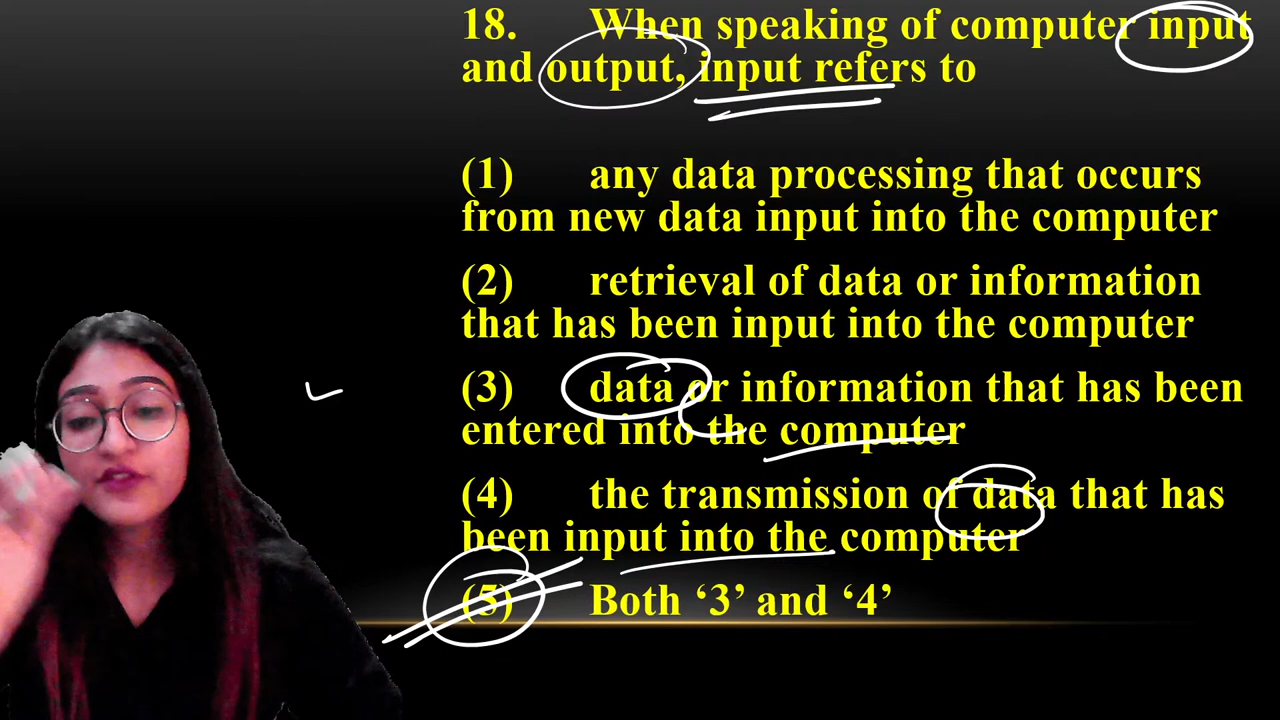 18. When speaking of computer input
and output, input refers to
(1) any data processing that occurs
from new data input into the computer
(2) retrieval of data or information
that has been input into the computer
(3) data or information that has been
entered into the computer
(4) the transmission of data that has
been input into the computer
(5) Both ‘3’ and ‘4’